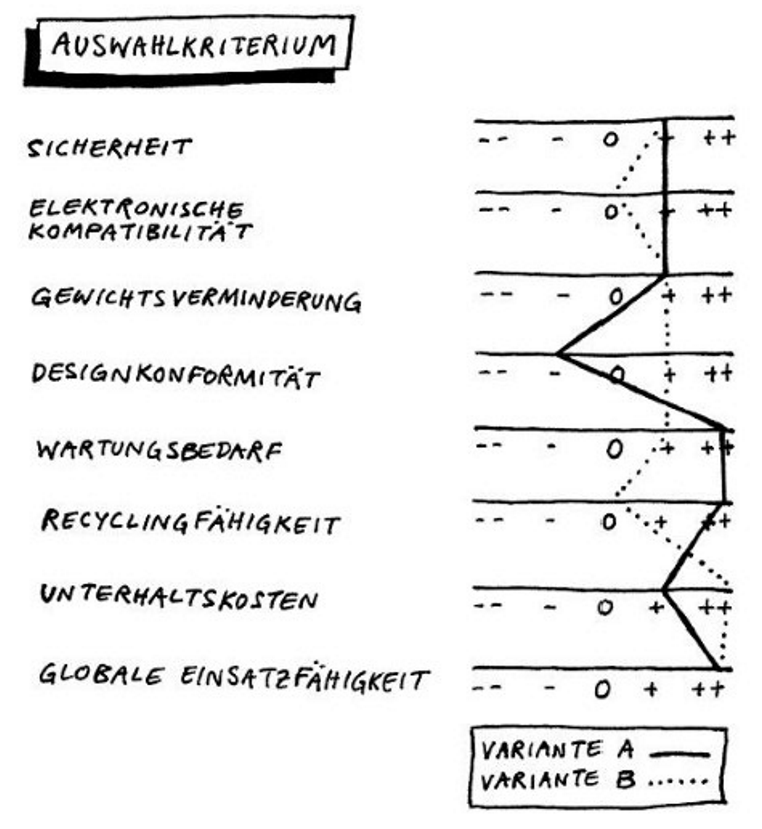 AUSWAHLKRITERIUM
SICHERHEIT
-- - 0 + ++
ELEKTRONISCHE
KOMPATIBILITÄT
-- - 0 + ++
GEWICHTSVERMINDERUNG
-- - 0 + ++
DESIGNKONFORMITÄT
-- - 0 + ++
WARTUNGSBEDARF
-- - 0 + ++
RECYCLINGFÄHIGKEIT
-- - 0 + ++
UNTERHALTSKOSTEN
-- - 0 + ++
GLOBALE EINSATZFÄHIGKEIT
-- - 0 + ++
VARIANTE A
VARIANTE B